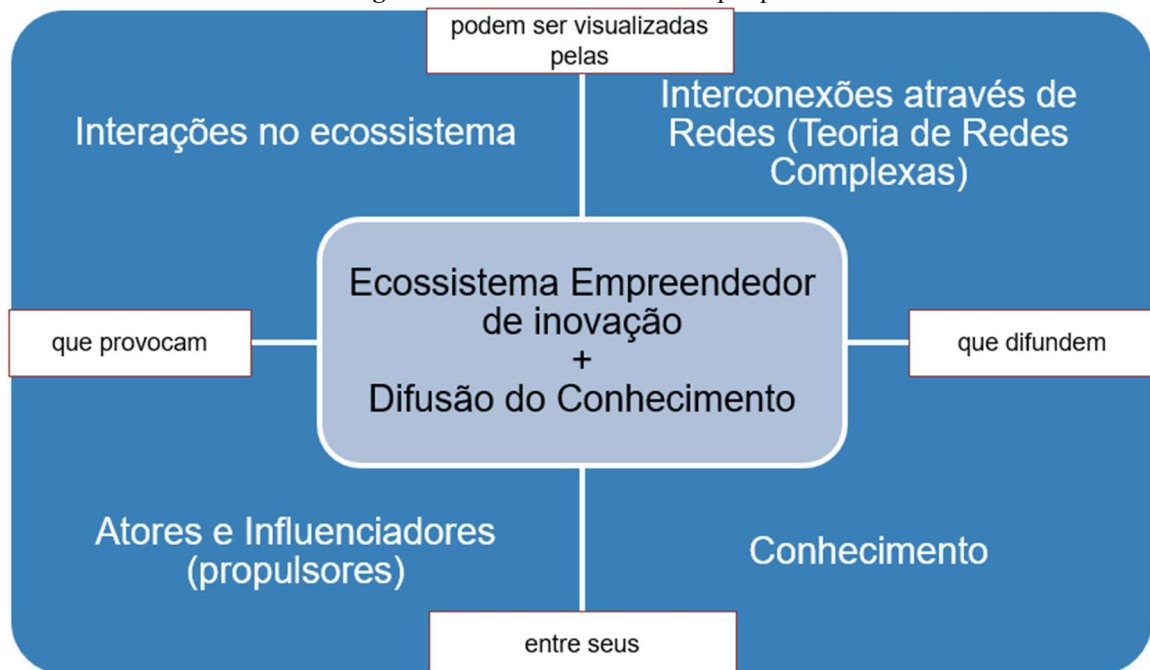 podem ser visualizadas
pelas
Interações no ecossistema
Interconexões através de
Redes (Teoria de Redes
Complexas)
Ecossistema Empreendedor
de inovação
+
Difusão do Conhecimento
que provocam
que difundem
Atores e Influenciadores
(propulsores)
Conhecimento
entre seus